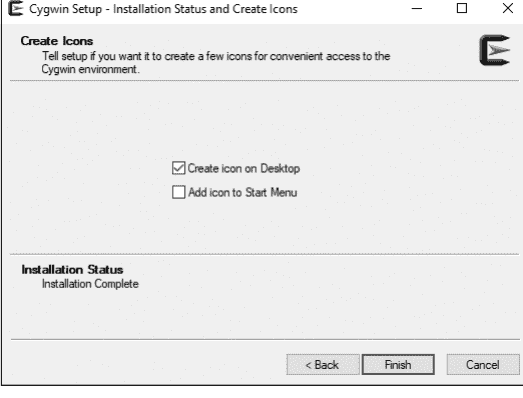 Cygwin Setup - Installation Status and Create Icons
Create Icons
Tell setup if you want it to create a few icons for convenient access to the
Cygwin environment.
Create icon on Desktop
Add icon to Start Menu
Installation Status
Installation Complete
< Back Finish Cancel